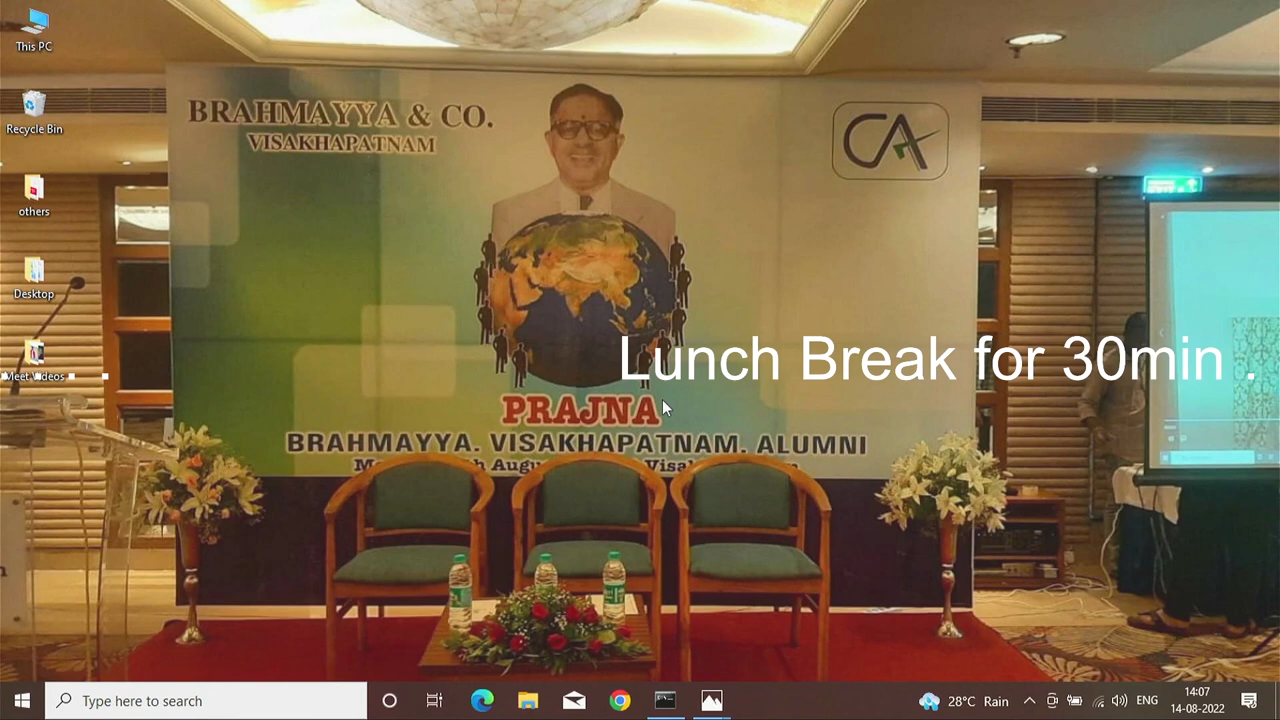 This PC
Recycle Bin
others
Desktop
Meet Videos
BRAHMAYYA & CO.
VISAKHAPATNAM
CA
EXIT
Lunch Break for 30min .
PRAJNA
BRAHMAYYA. VISAKHAPATNAM. ALUMNI
Type here to search
28°C Rain
ENG
14:07
14-08-2022